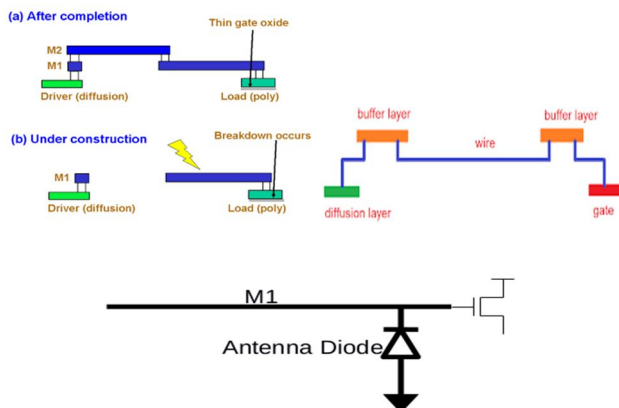 (a) After completion
Thin gate oxide
M2
M1
Driver (diffusion)
Load (poly)
(b) Under construction
Breakdown occurs
M1
Driver (diffusion)
Load (poly)
buffer layer
buffer layer
wire
diffusion layer
gate
M1
Antenna Diode